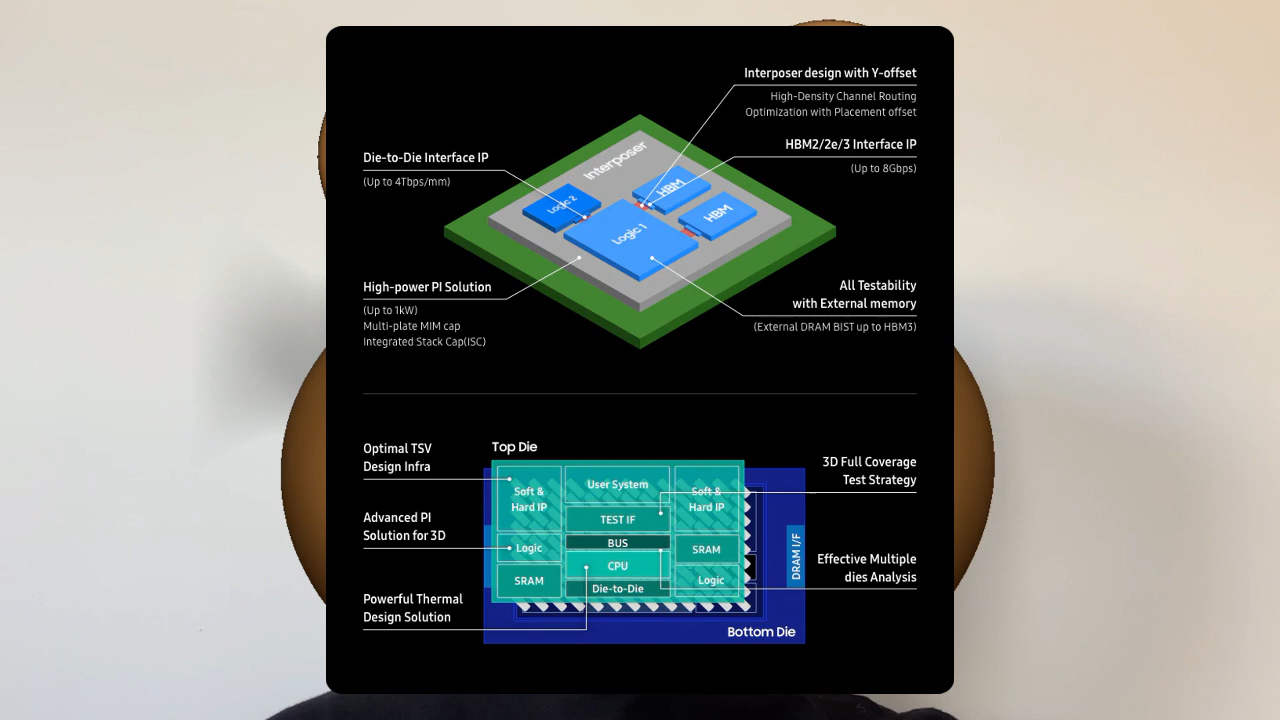 Interposer design with Y-offset
High-Density Channel Routing
Optimization with Placement offset
HBM2/2e/3 Interface IP
(Up to 8Gbps)
Die-to-Die Interface IP
(Up to 4Tbps/mm)
Interposer
Logic 2
HBM
HBM
Logic 1
High-power PI Solution
(Up to 1kW)
Multi-plate MIM cap
Integrated Stack Cap(ISC)
All Testability
with External memory
(External DRAM BIST up to HBM3)
Optimal TSV
Design Infra
Advanced PI
Solution for 3D
Powerful Thermal
Design Solution
Top Die
Soft &
Hard IP
Logic
SRAM
User System
TEST IF
BUS
CPU
Die-to-Die
Soft &
Hard IP
SRAM
Logic
DRAM I/F
Bottom Die
3D Full Coverage
Test Strategy
Effective Multiple
dies Analysis